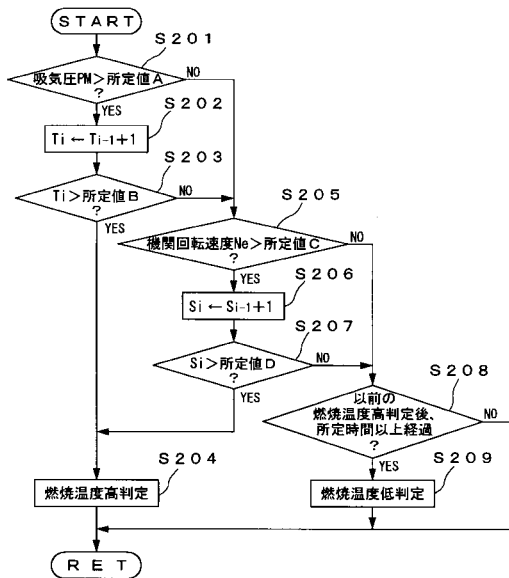 START
S201
吸気圧PM>所定値A
?
NO
YES
S202
Ti←Ti-1+1
S203
Ti>所定値B
?
NO
YES
S205
機関回転速度Ne>所定値C
?
NO
YES
S206
Si←Si-1+1
S207
Si>所定値D
?
NO
YES
S208
以前の
燃焼温度高判定後、
所定時間以上経過
?
NO
YES
S204
燃焼温度高判定
S209
燃焼温度低判定
RET